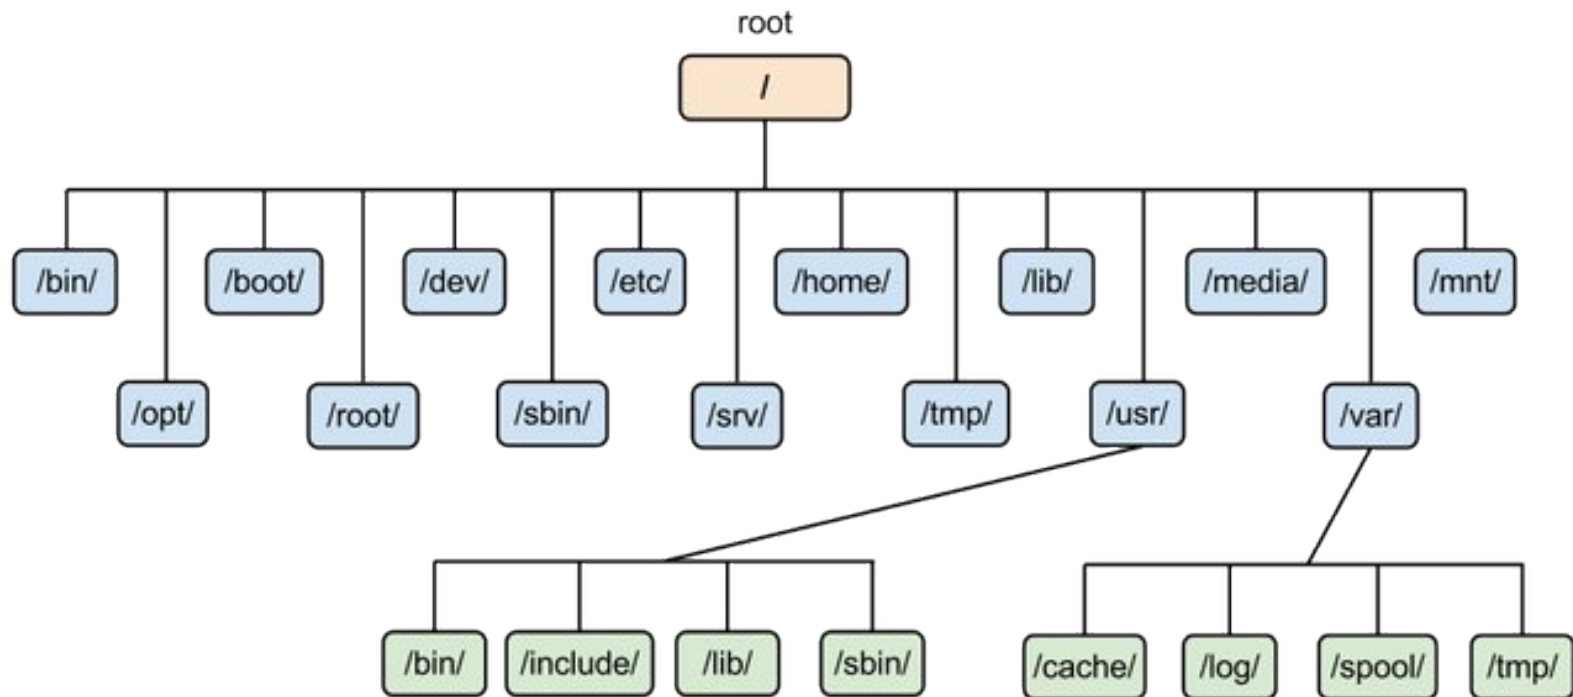 root
/
/bin/
/boot/
/dev/
/etc/
/home/
/lib/
/media/
/mnt/
/opt/
/root/
/sbin/
/srv/
/tmp/
/usr/
/var/
/bin/
/include/
/lib/
/sbin/
/cache/
/log/
/spool/
/tmp/